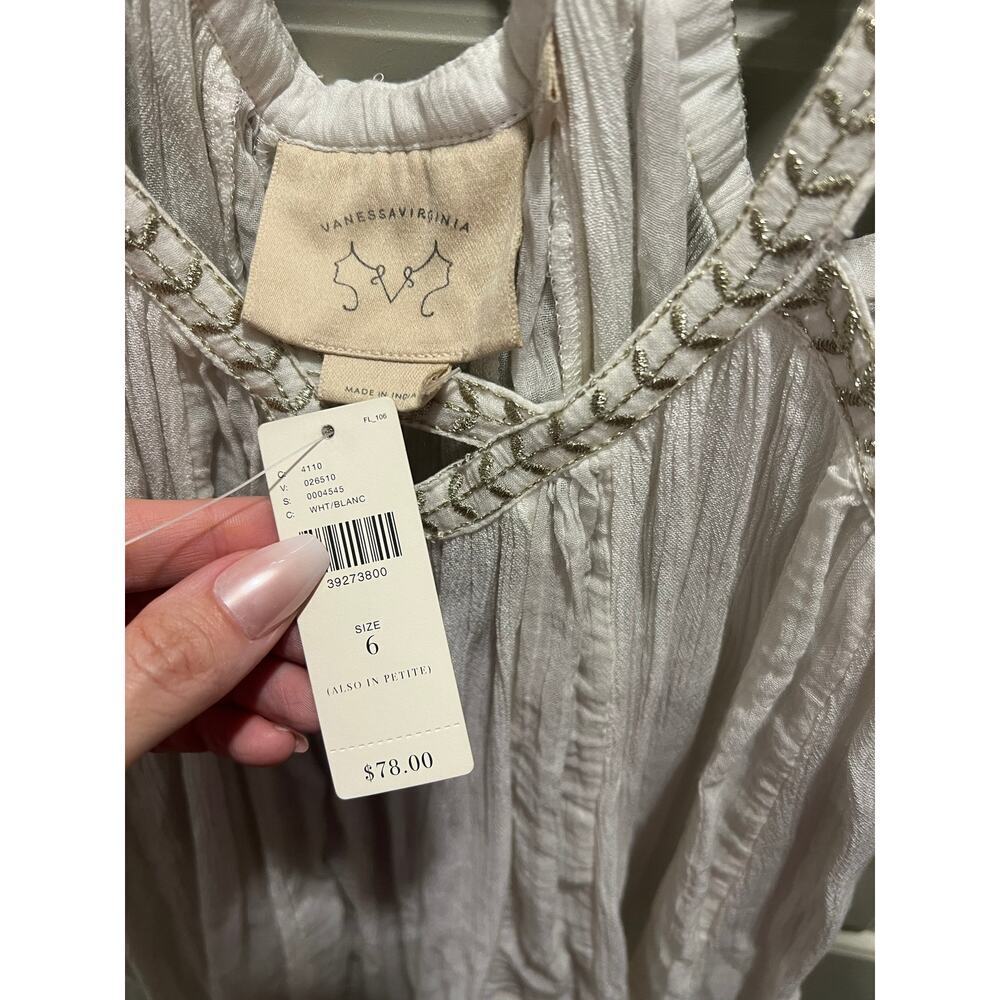 VANESSAVIRGINIA
MADE IN INDIA
FL_106
C: 4110
V: 026510
S: 0004545
C: WHT/BLANC
39273800
SIZE
6
(ALSO IN PETITE)
$78.00